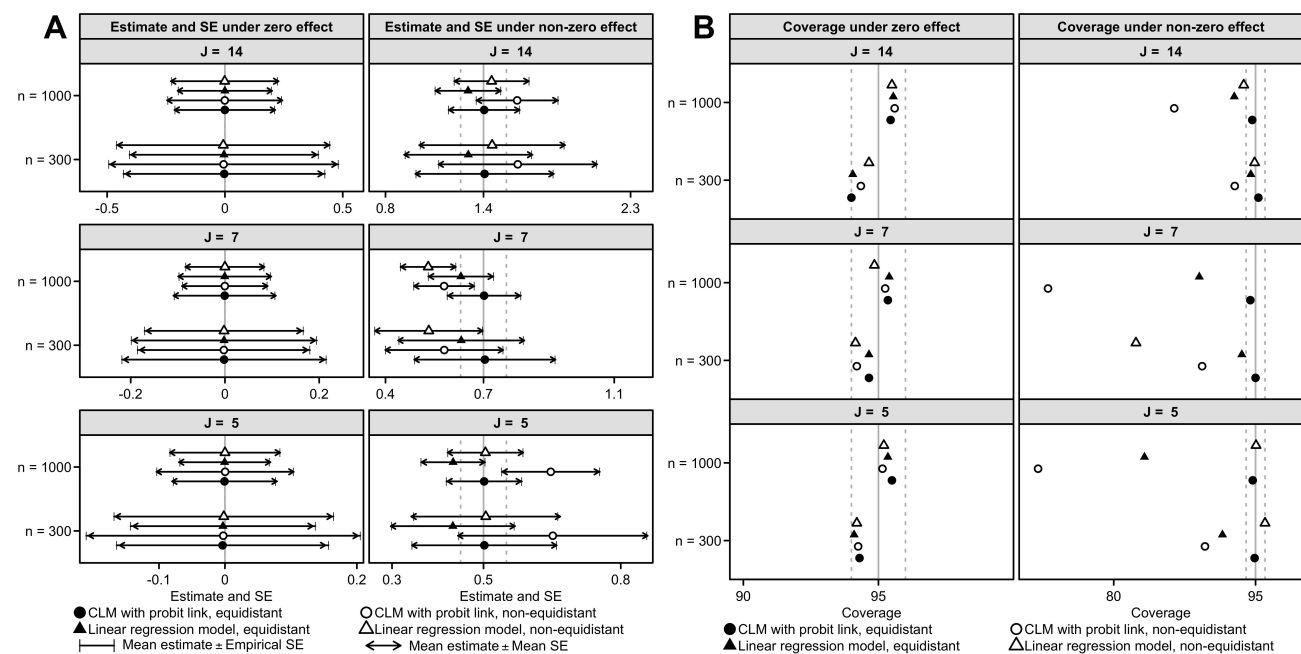 A
Estimate and SE under zero effect
Estimate and SE under non-zero effect
J = 14
J = 14
n = 1000
n = 300
-0.5 0 0.5
0.8 1.4 2.3
J = 7
J = 7
n = 1000
n = 300
-0.2 0 0.2
0.4 0.7 1.1
J = 5
J = 5
n = 1000
n = 300
-0.1 0 0.2
0.3 0.5 0.8
Estimate and SE
Estimate and SE
CLM with probit link, equidistant
CLM with probit link, non-equidistant
Linear regression model, equidistant
Linear regression model, non-equidistant
Mean estimate ± Empirical SE
Mean estimate ± Mean SE
B
Coverage under zero effect
Coverage under non-zero effect
J = 14
J = 14
n = 1000
n = 300
J = 7
J = 7
n = 1000
n = 300
J = 5
J = 5
n = 1000
n = 300
90 95
80 95
Coverage
Coverage
CLM with probit link, equidistant
CLM with probit link, non-equidistant
Linear regression model, equidistant
Linear regression model, non-equidistant